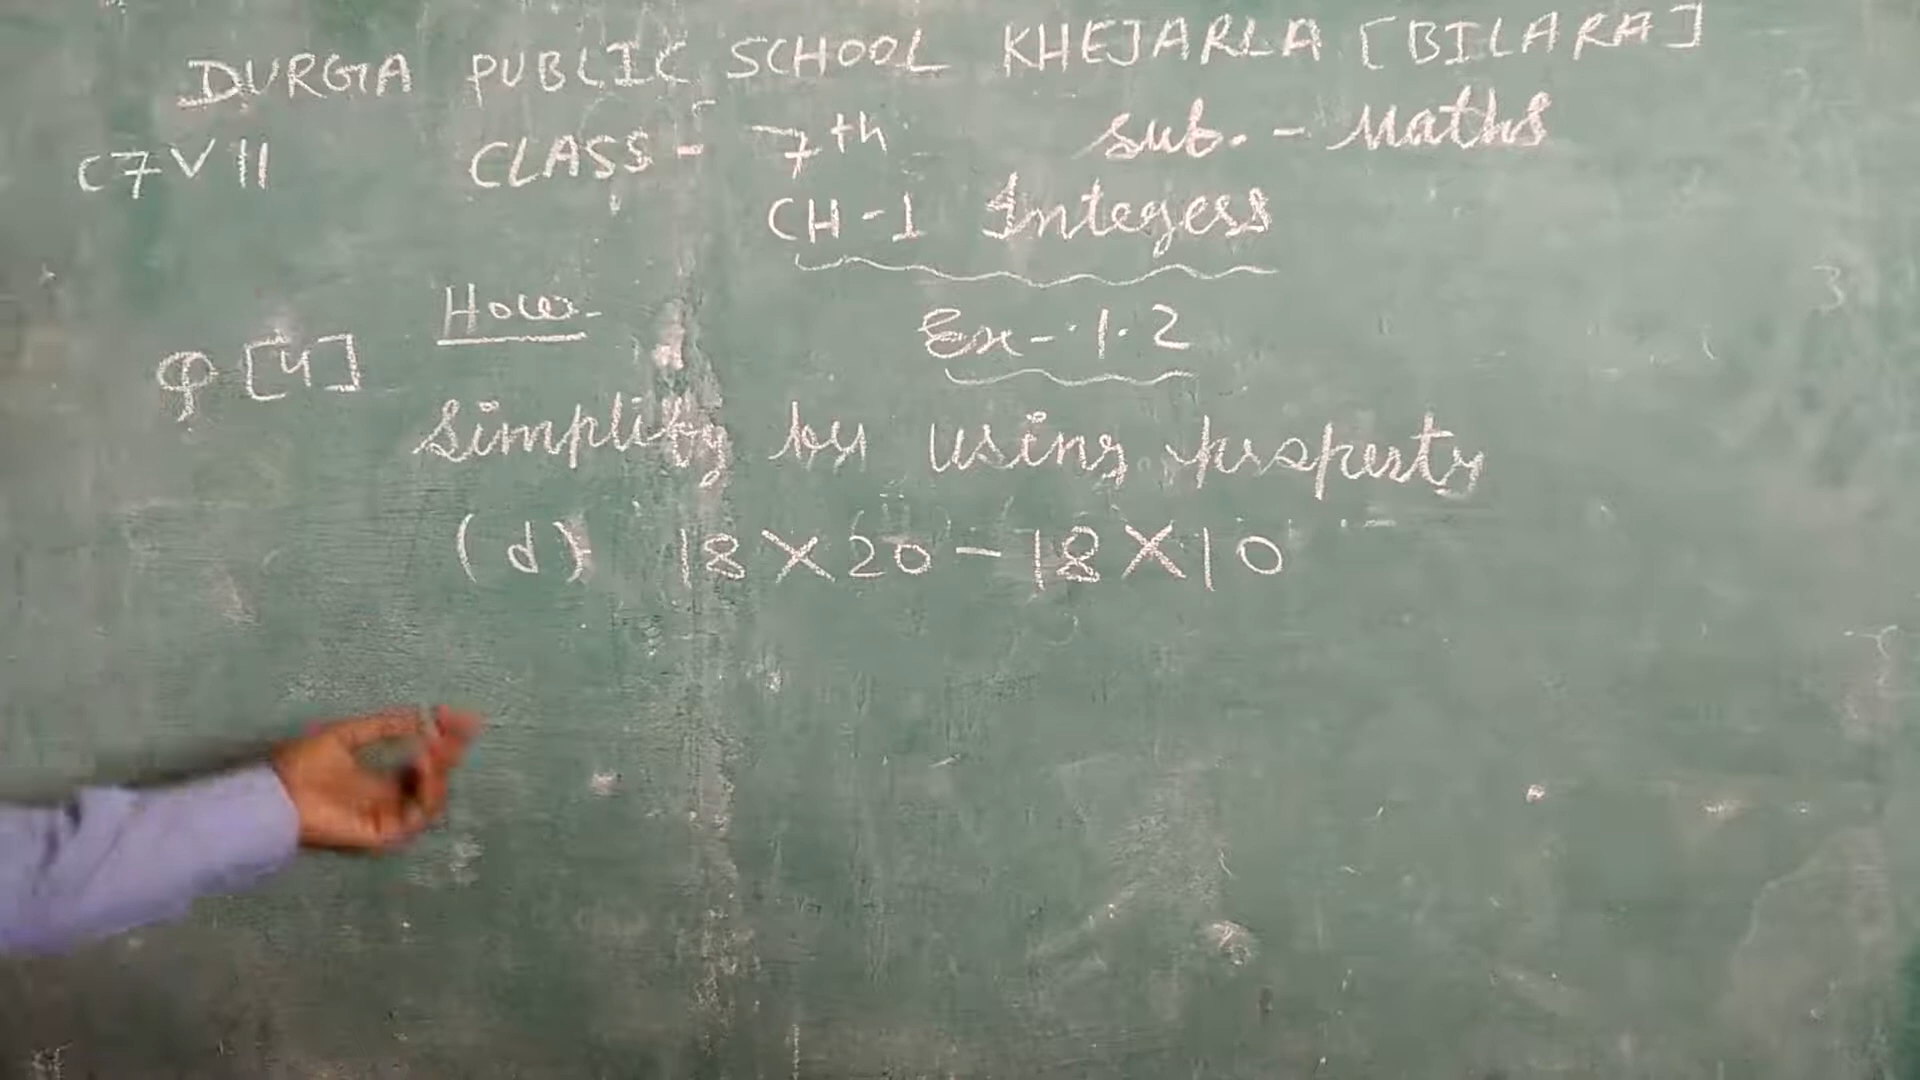 DURGA PUBLIC SCHOOL KHEJARLA [BILARA]
C7V11 CLASS - 7th sub. - Maths
CH-1 Integers
How- Ex-1.2
Q[4]
Simplify by using property
(d) 18×20-18×10